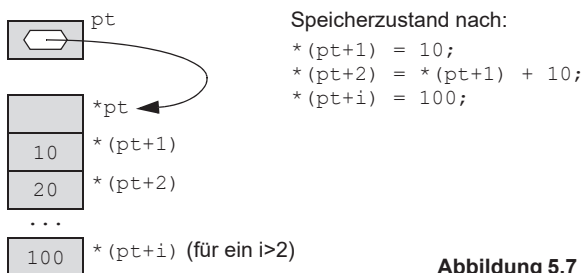 pt
Speicherzustand nach:
*(pt+1) = 10;
*(pt+2) = *(pt+1) + 10;
*(pt+i) = 100;
*pt
10 *(pt+1)
20 *(pt+2)
...
100 *(pt+i) (für ein i>2)
Abbildung 5.7